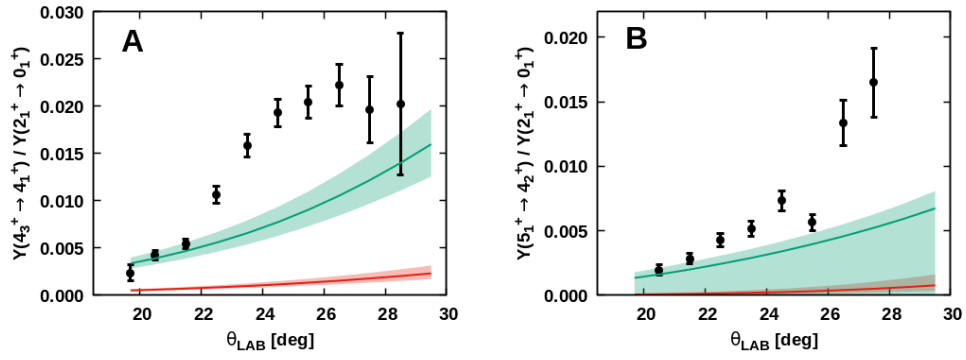 A
Y(4₃⁺ → 4₁⁺) / Y(2₁⁺ → 0₁⁺)
0.030
0.025
0.020
0.015
0.010
0.005
0.000
20 22 24 26 28 30
θLAB [deg]
B
Y(5₁⁺ → 4₂⁺) / Y(2₁⁺ → 0₁⁺)
0.020
0.015
0.010
0.005
0.000
20 22 24 26 28 30
θLAB [deg]